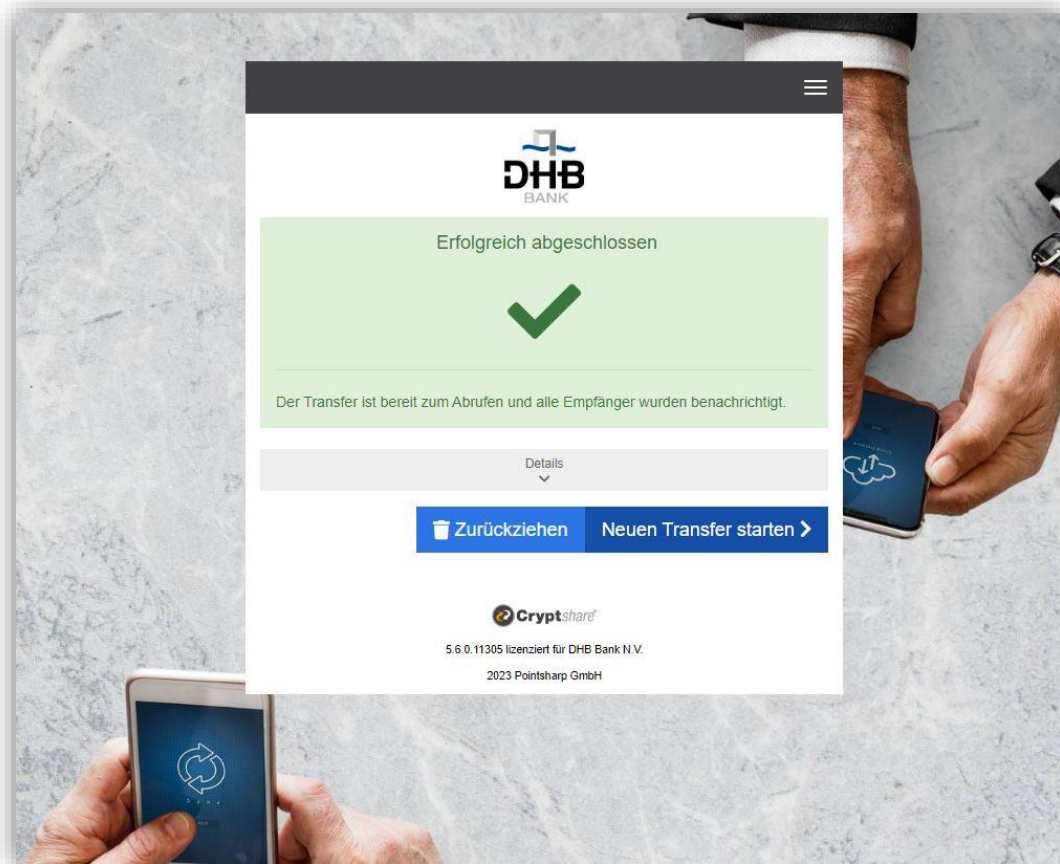 DHB
BANK
Erfolgreich abgeschlossen
Der Transfer ist bereit zum Abrufen und alle Empfänger wurden benachrichtigt.
Details
Zurückziehen
Neuen Transfer starten
Cryptshare®
5.6.0.11305 lizenziert für DHB Bank N.V.
2023 Pointsharp GmbH
Sync